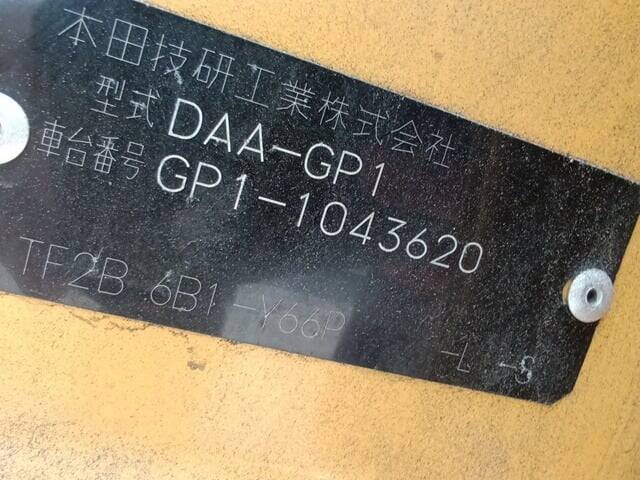 本田技研工業株式会社
型式 DAA-GP1
車台番号 GP1-1043620
TF2B 6B1-Y66P -L -S